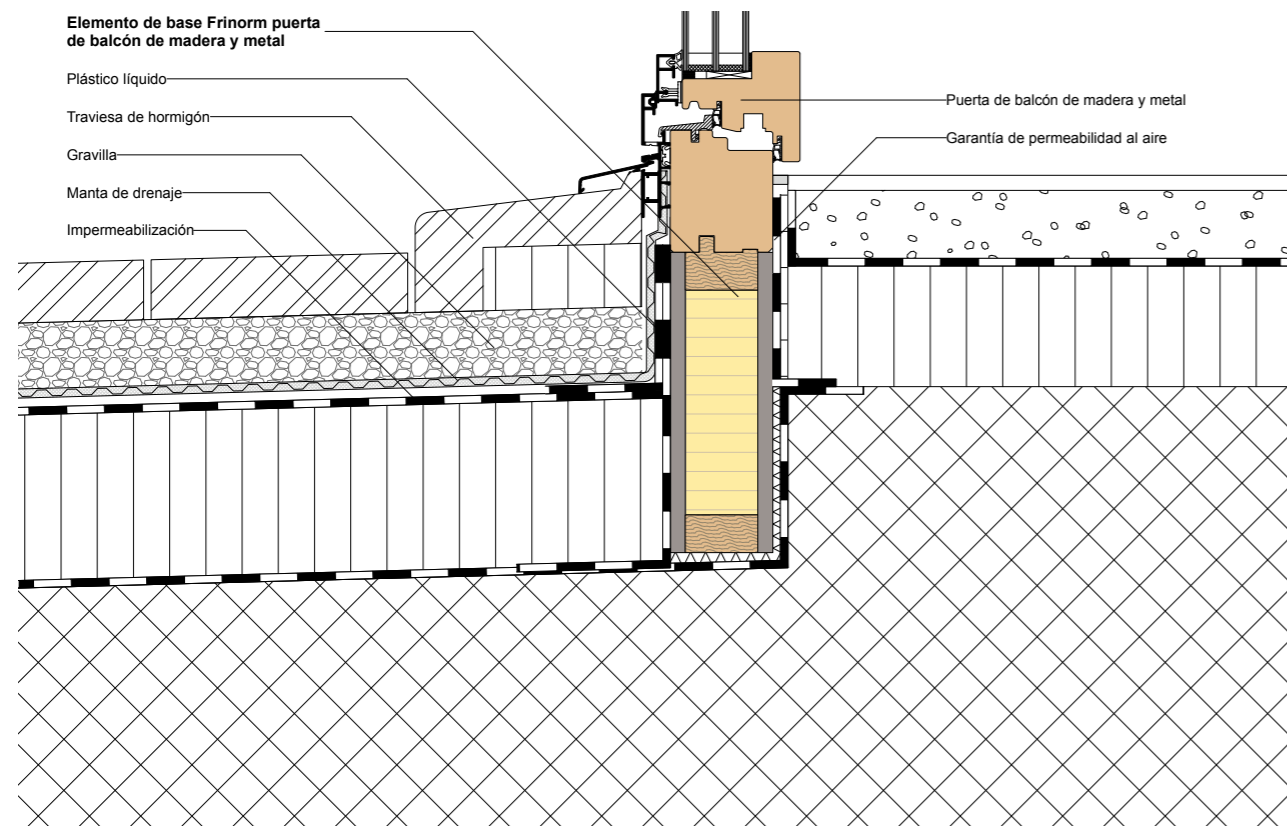 Elemento de base Frinorm puerta
de balcón de madera y metal
Plástico líquido
Traviesa de hormigón
Gravilla
Manta de drenaje
Impermeabilización
Puerta de balcón de madera y metal
Garantía de permeabilidad al aire